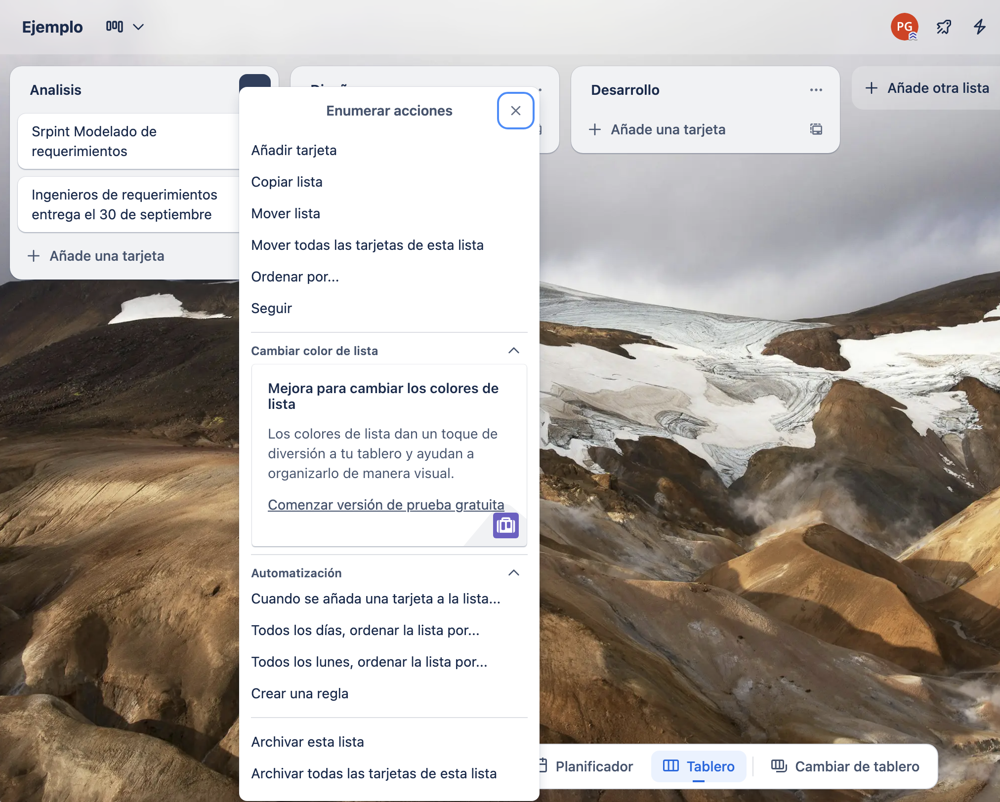 Ejemplo
PG
Analisis
Srpint Modelado de
requerimientos
Ingenieros de requerimientos
entrega el 30 de septiembre
Añade una tarjeta
Enumerar acciones
Añadir tarjeta
Copiar lista
Mover lista
Mover todas las tarjetas de esta lista
Ordenar por...
Seguir
Cambiar color de lista
Mejora para cambiar los colores de
lista
Los colores de lista dan un toque de
diversión a tu tablero y ayudan a
organizarlo de manera visual.
Comenzar versión de prueba gratuita
Automatización
Cuando se añada una tarjeta a la lista...
Todos los días, ordenar la lista por...
Todos los lunes, ordenar la lista por...
Crear una regla
Archivar esta lista
Archivar todas las tarjetas de esta lista
Desarrollo
Añade una tarjeta
Añade otra lista
Planificador
Tablero
Cambiar de tablero